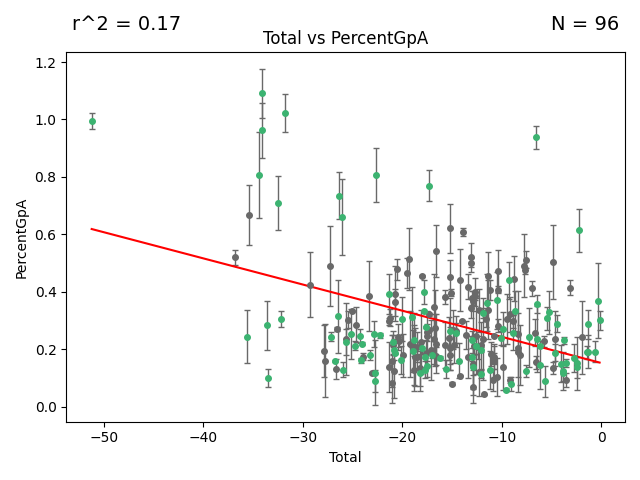 r^2 = 0.17
N = 96
Total vs PercentGpA
1.2
1.0
0.8
0.6
0.4
0.2
0.0
PercentGpA
−50
−40
−30
−20
−10
0
Total